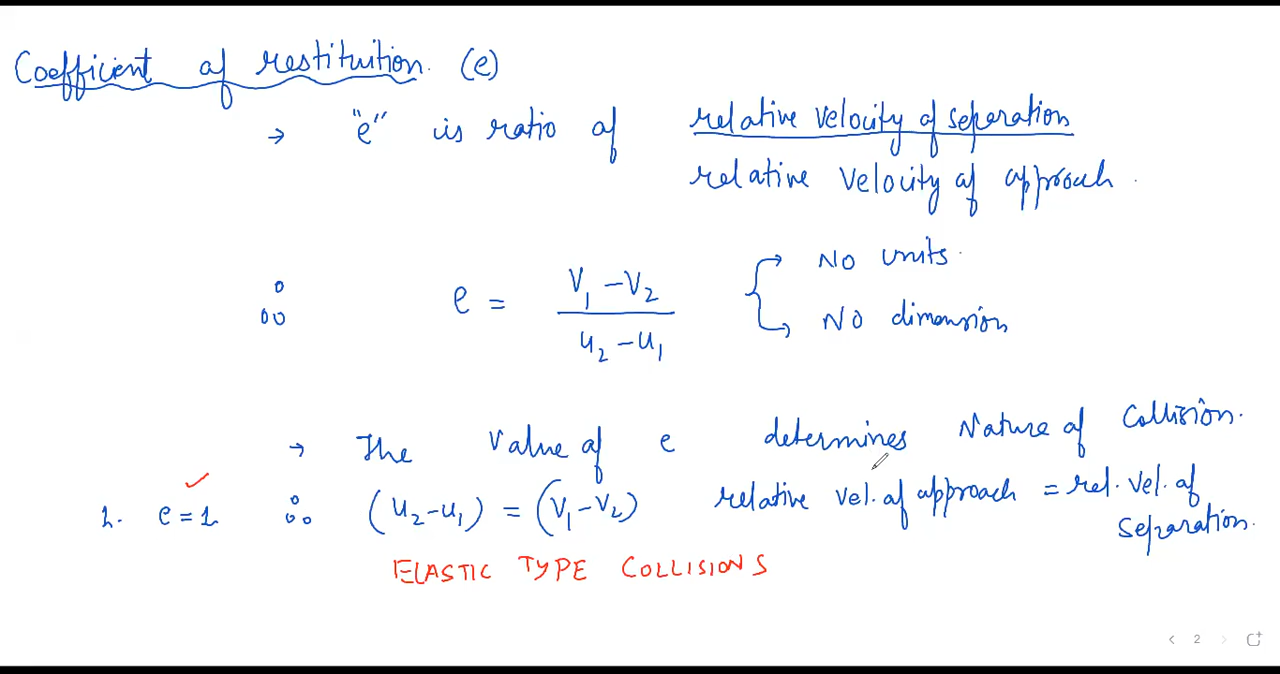 Coefficient of restituition. (e)
→ "e" is ratio of relative velocity of separation
relative velocity of approach.
∴ e = V₁ - V₂ / u₂ - u₁
→ No units.
→ No dimension
→ The value of e determines Nature of Collision.
1. e = 1 ✓ ∴ (u₂ - u₁) = (V₁ - V₂) relative vel. of approach = rel. vel. of separation.
ELASTIC TYPE COLLISIONS
2